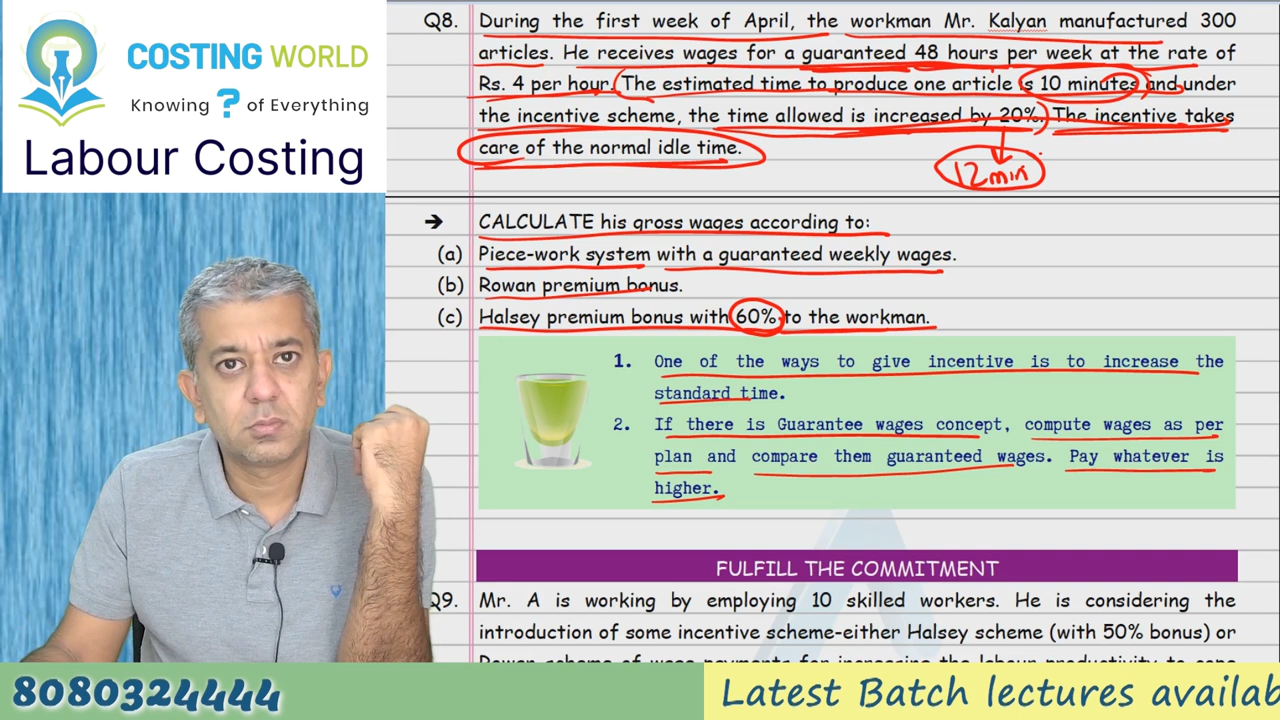 COSTING WORLD
Knowing ? of Everything
Labour Costing
Q8. During the first week of April, the workman Mr. Kalyan manufactured 300
articles. He receives wages for a guaranteed 48 hours per week at the rate of
Rs. 4 per hour. The estimated time to produce one article is 10 minutes and under
the incentive scheme, the time allowed is increased by 20%. The incentive takes
care of the normal idle time.
12 min
→ CALCULATE his gross wages according to:
(a) Piece-work system with a guaranteed weekly wages.
(b) Rowan premium bonus.
(c) Halsey premium bonus with 60% to the workman.
1. One of the ways to give incentive is to increase the
standard time.
2. If there is Guarantee wages concept, compute wages as per
plan and compare them guaranteed wages. Pay whatever is
higher.
FULFILL THE COMMITMENT
Q9. Mr. A is working by employing 10 skilled workers. He is considering the
introduction of some incentive scheme-either Halsey scheme (with 50% bonus) or
8080324444
Latest Batch lectures availab